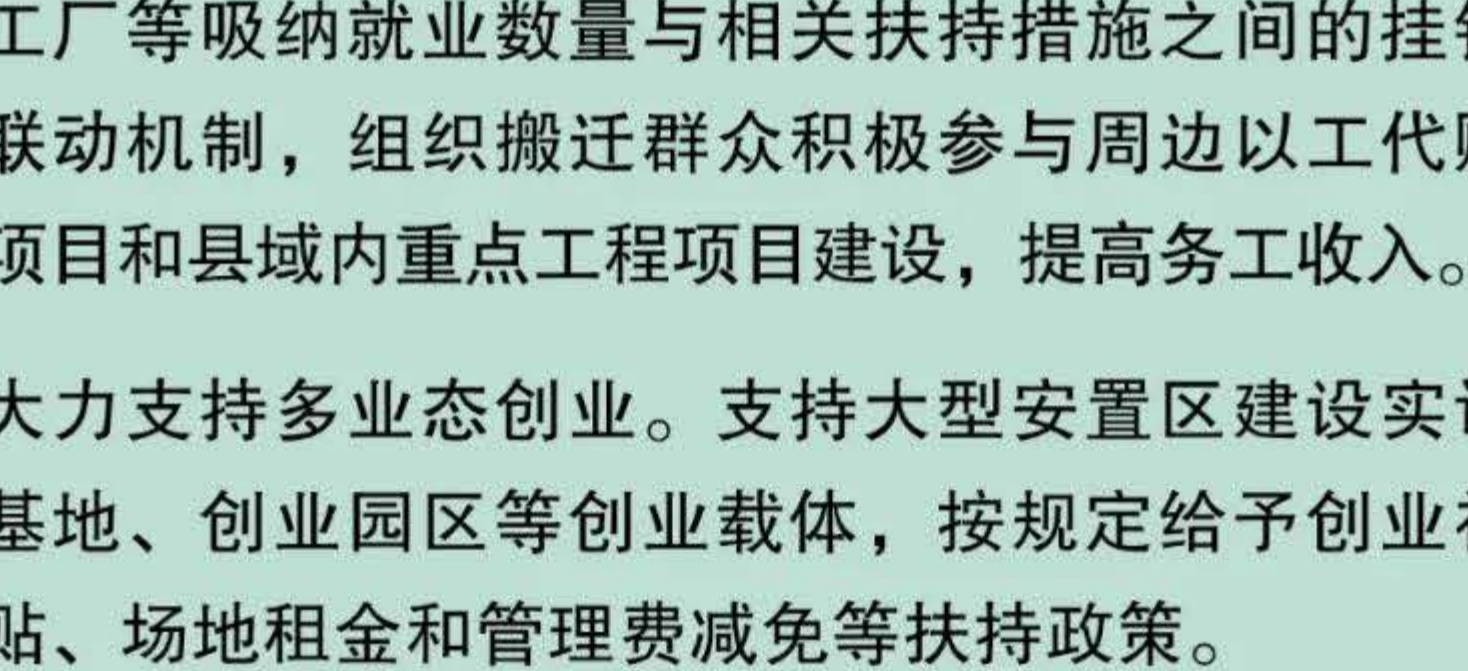 工厂等吸纳就业数量与相关扶持措施之间的挂
联动机制，组织搬迁群众积极参与周边以工代
项目和县域内重点工程项目建设，提高务工收入。
大力支持多业态创业。支持大型安置区建设实
基地、创业园区等创业载体，按规定给予创业
贴、场地租金和管理费减免等扶持政策。